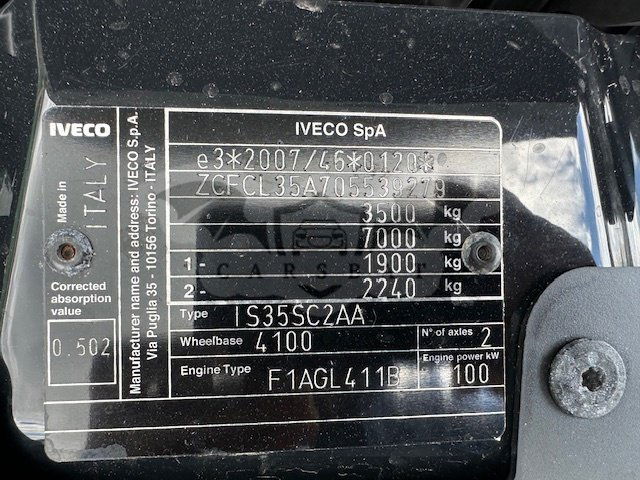 IVECO
Made in
ITALY
Corrected
absorption
value
0.502
Manufacturer name and address: IVECO S.p.A.
Via Puglia 35 - 10156 Torino - ITALY
IVECO SpA
e3*2007/46*0120
ZCFCL35A705539279
3500 kg
7000 kg
1- 1900 kg
2- 2240 kg
Type IS35SC2AA
Wheelbase 4100
N° of axles 2
Engine Type F1AGL411B
Engine power kW 100
CARS